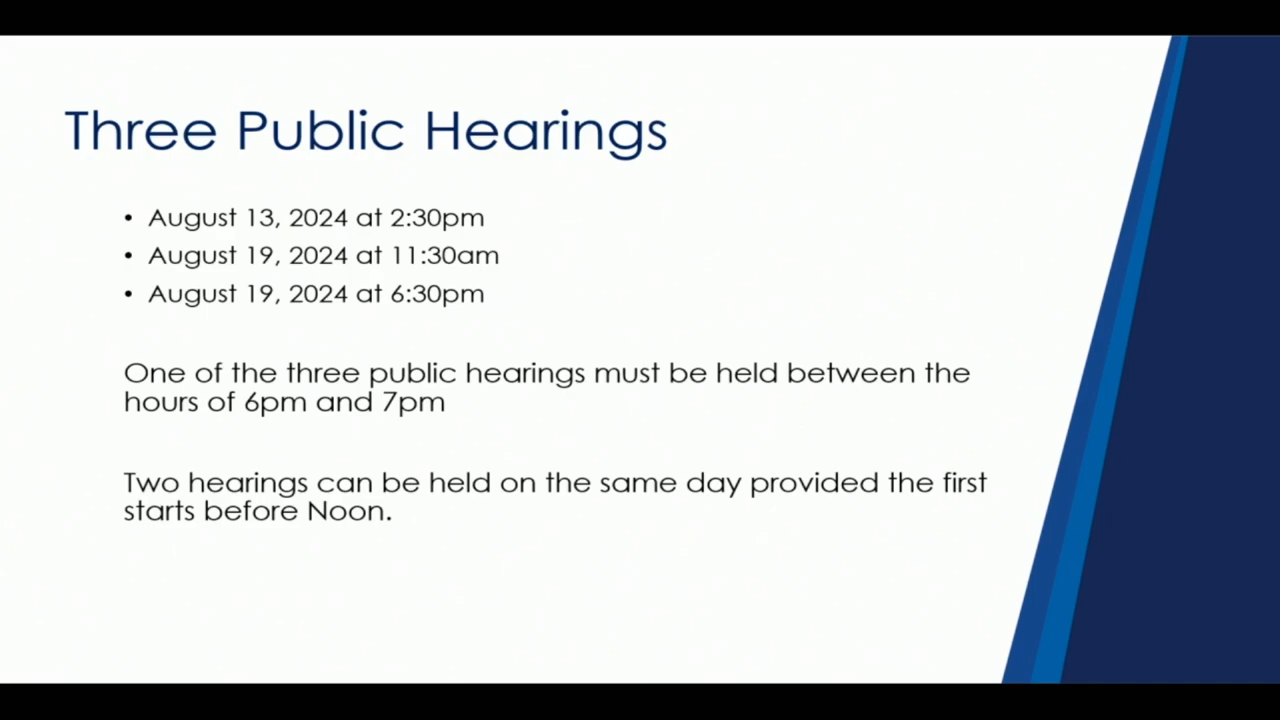 Three Public Hearings
• August 13, 2024 at 2:30pm
• August 19, 2024 at 11:30am
• August 19, 2024 at 6:30pm
One of the three public hearings must be held between the
hours of 6pm and 7pm
Two hearings can be held on the same day provided the first
starts before Noon.